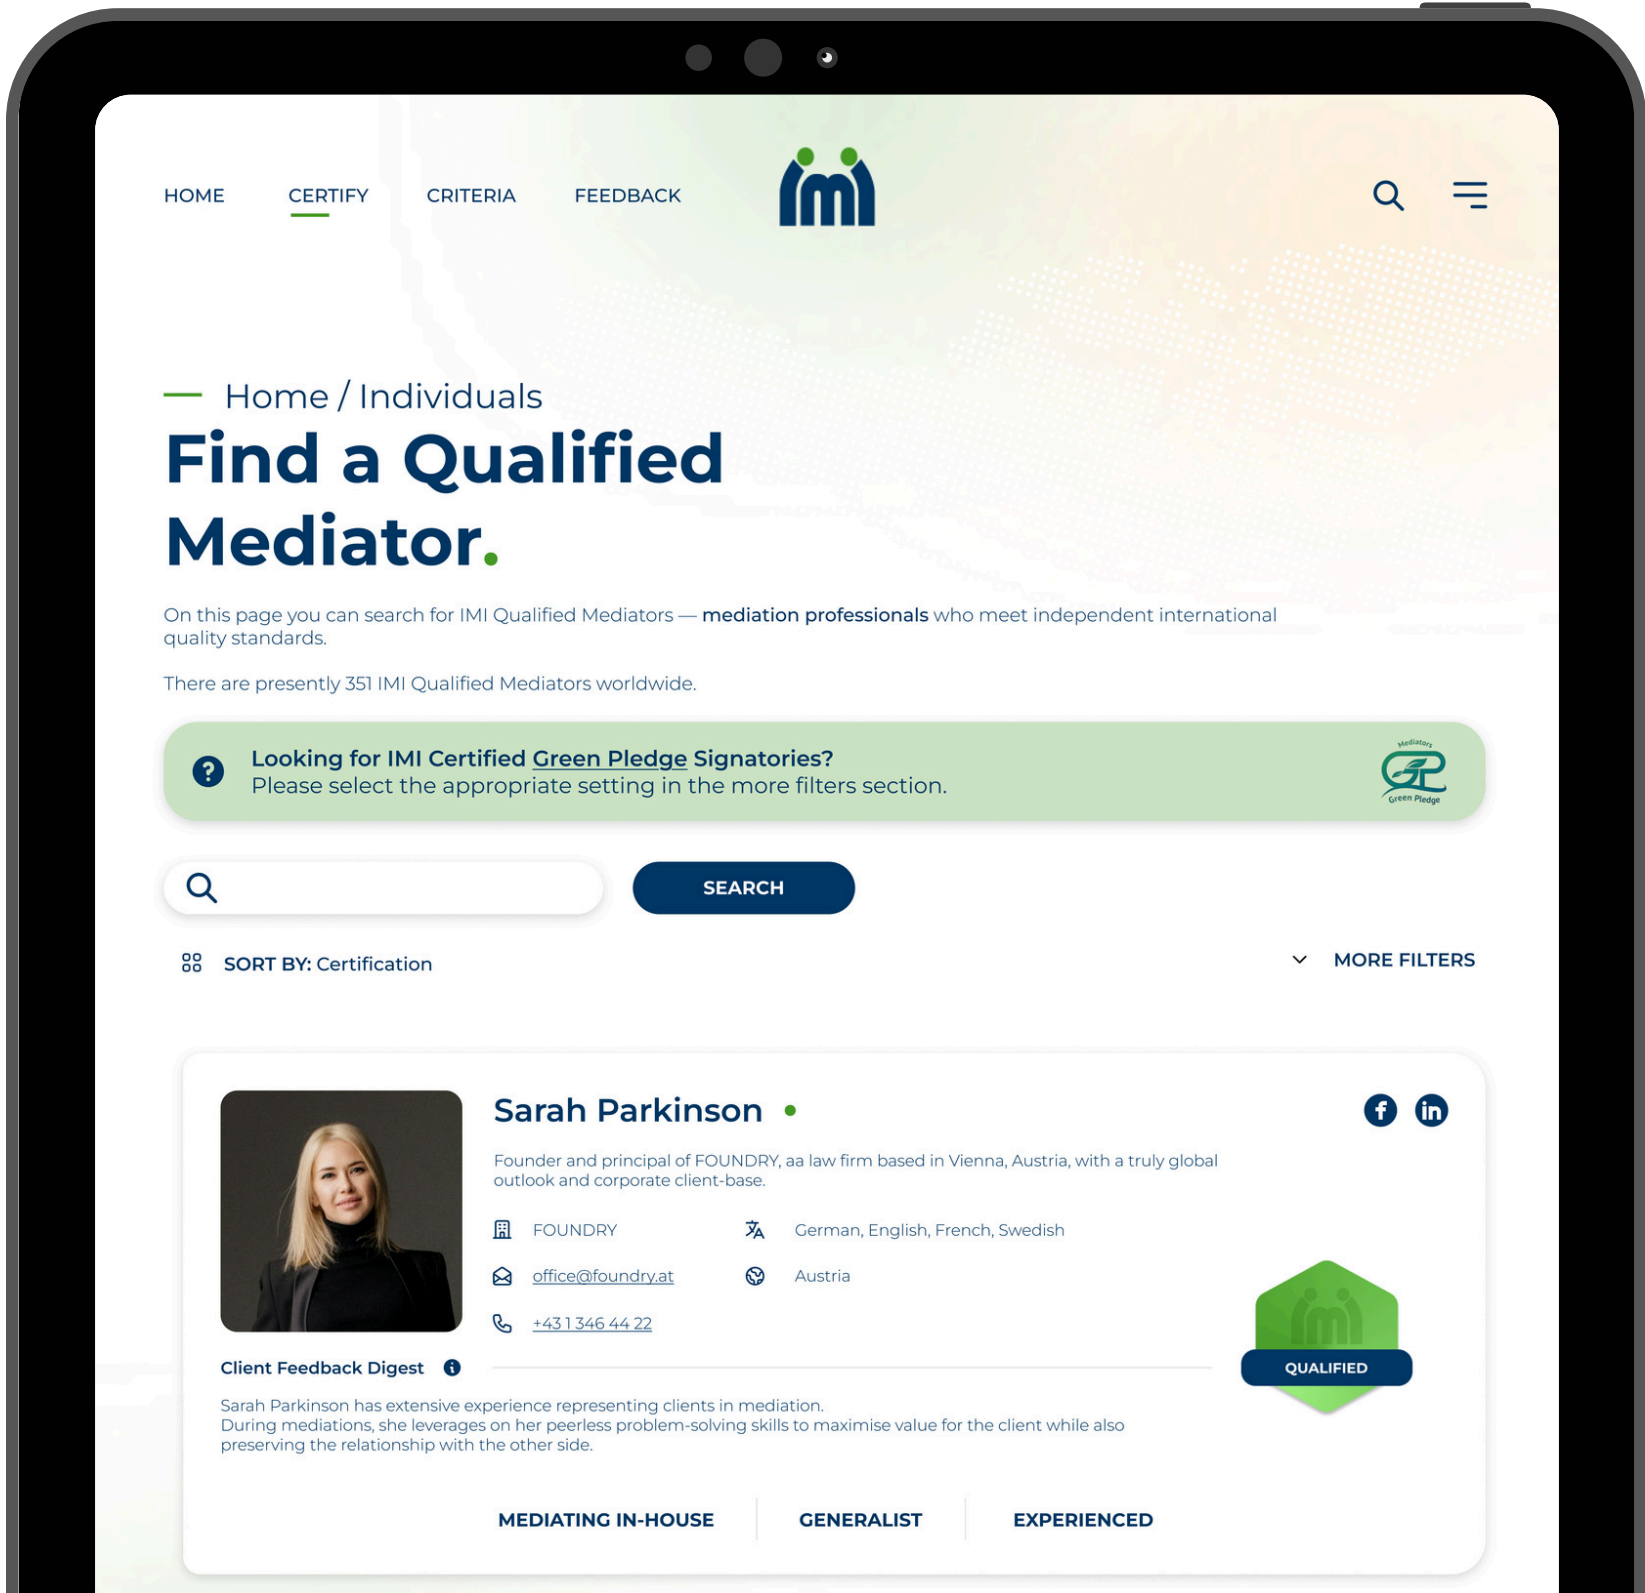 HOME CERTIFY CRITERIA FEEDBACK
imi
Home / Individuals
Find a Qualified
Mediator.
On this page you can search for IMI Qualified Mediators — mediation professionals who meet independent international
quality standards.
There are presently 351 IMI Qualified Mediators worldwide.
Looking for IMI Certified Green Pledge Signatories?
Please select the appropriate setting in the more filters section.
Mediators
GP
Green Pledge
SEARCH
SORT BY: Certification
MORE FILTERS
Sarah Parkinson
f in
Founder and principal of FOUNDRY, aa law firm based in Vienna, Austria, with a truly global
outlook and corporate client-base.
FOUNDRY
German, English, French, Swedish
office@foundry.at
Austria
+43 1 346 44 22
imi
QUALIFIED
Client Feedback Digest
Sarah Parkinson has extensive experience representing clients in mediation.
During mediations, she leverages on her peerless problem-solving skills to maximise value for the client while also
preserving the relationship with the other side.
MEDIATING IN-HOUSE GENERALIST EXPERIENCED